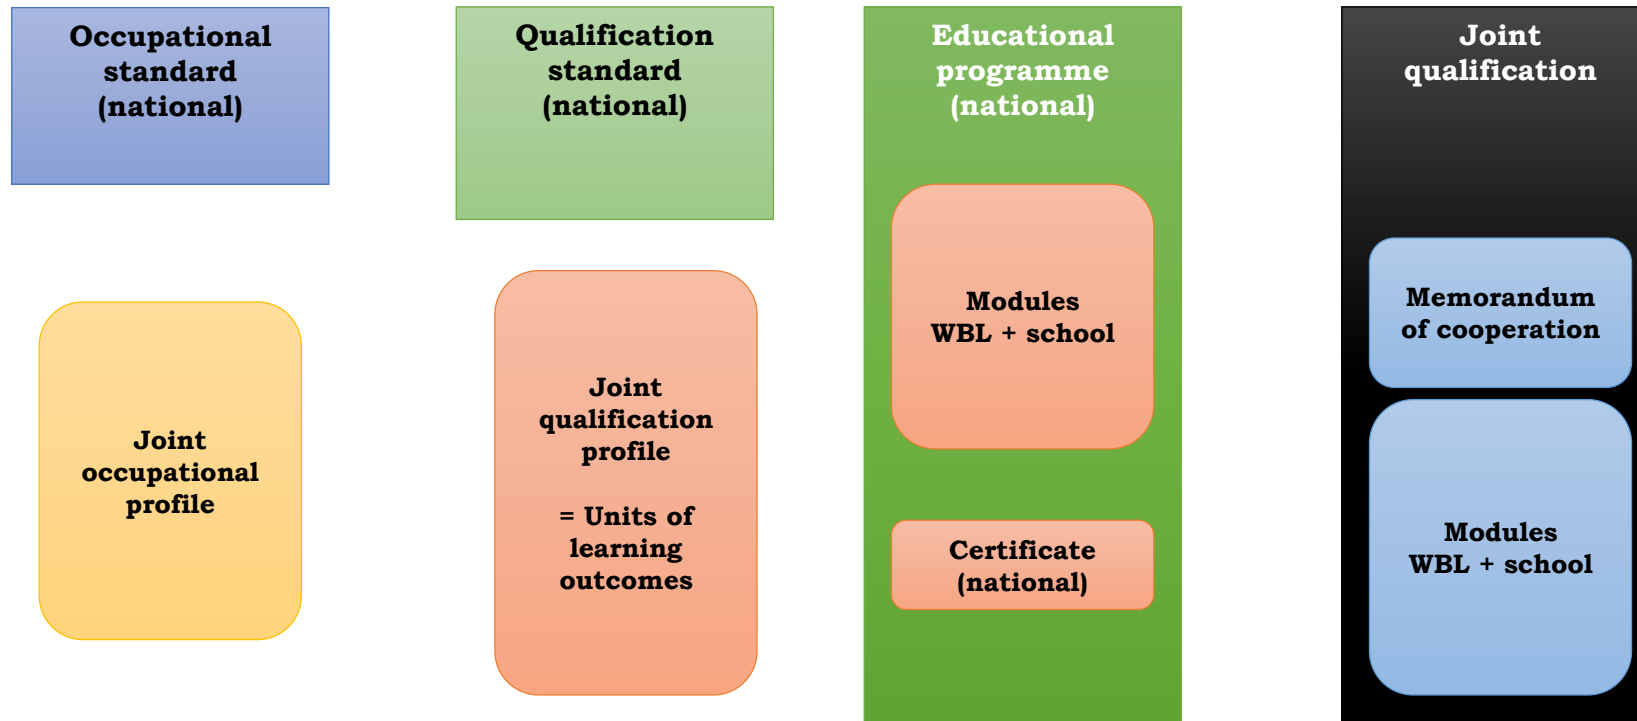 Occupational
standard
(national)
Joint
occupational
profile
Qualification
standard
(national)
Joint
qualification
profile
= Units of
learning
outcomes
Educational
programme
(national)
Modules
WBL + school
Certificate
(national)
Joint
qualification
Memorandum
of cooperation
Modules
WBL + school